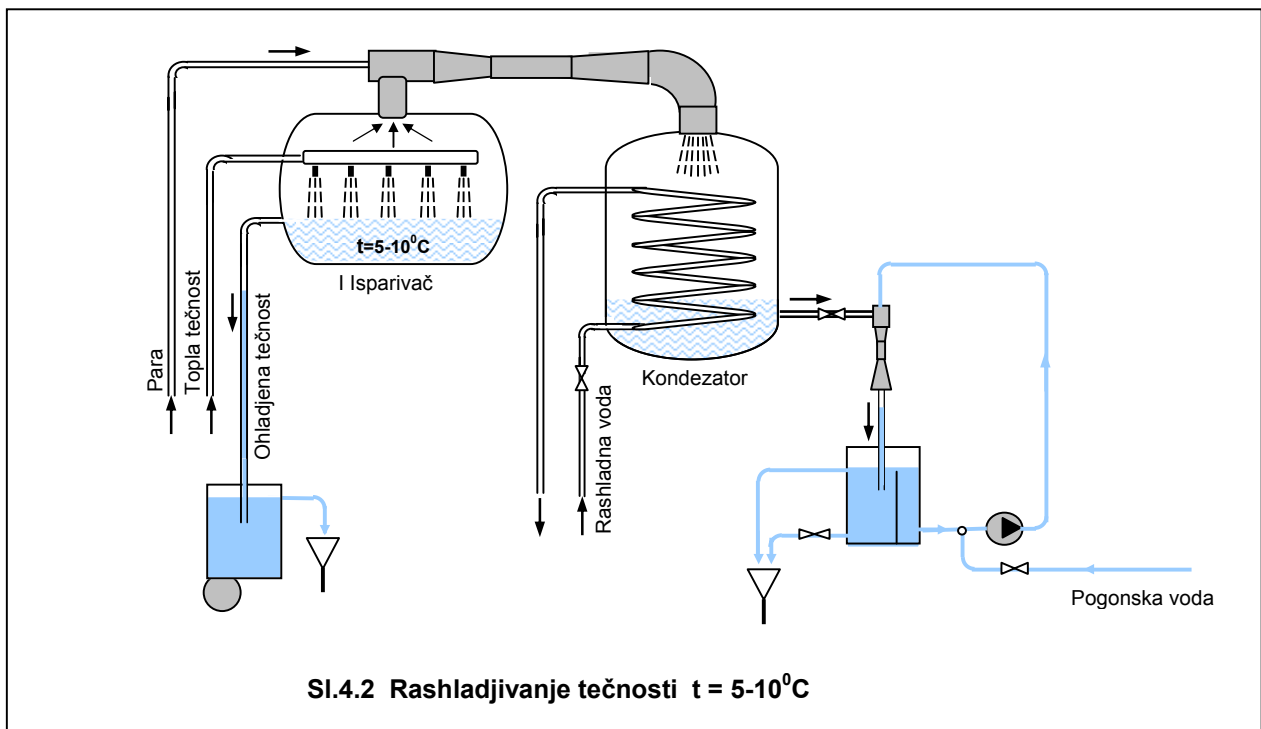 t=5-10⁰C
I Isparivač
Para
Topla tečnost
Ohladjena tečnost
Kondezator
Rashladna voda
Pogonska voda
Sl.4.2 Rashladjivanje tečnosti t = 5-10⁰C